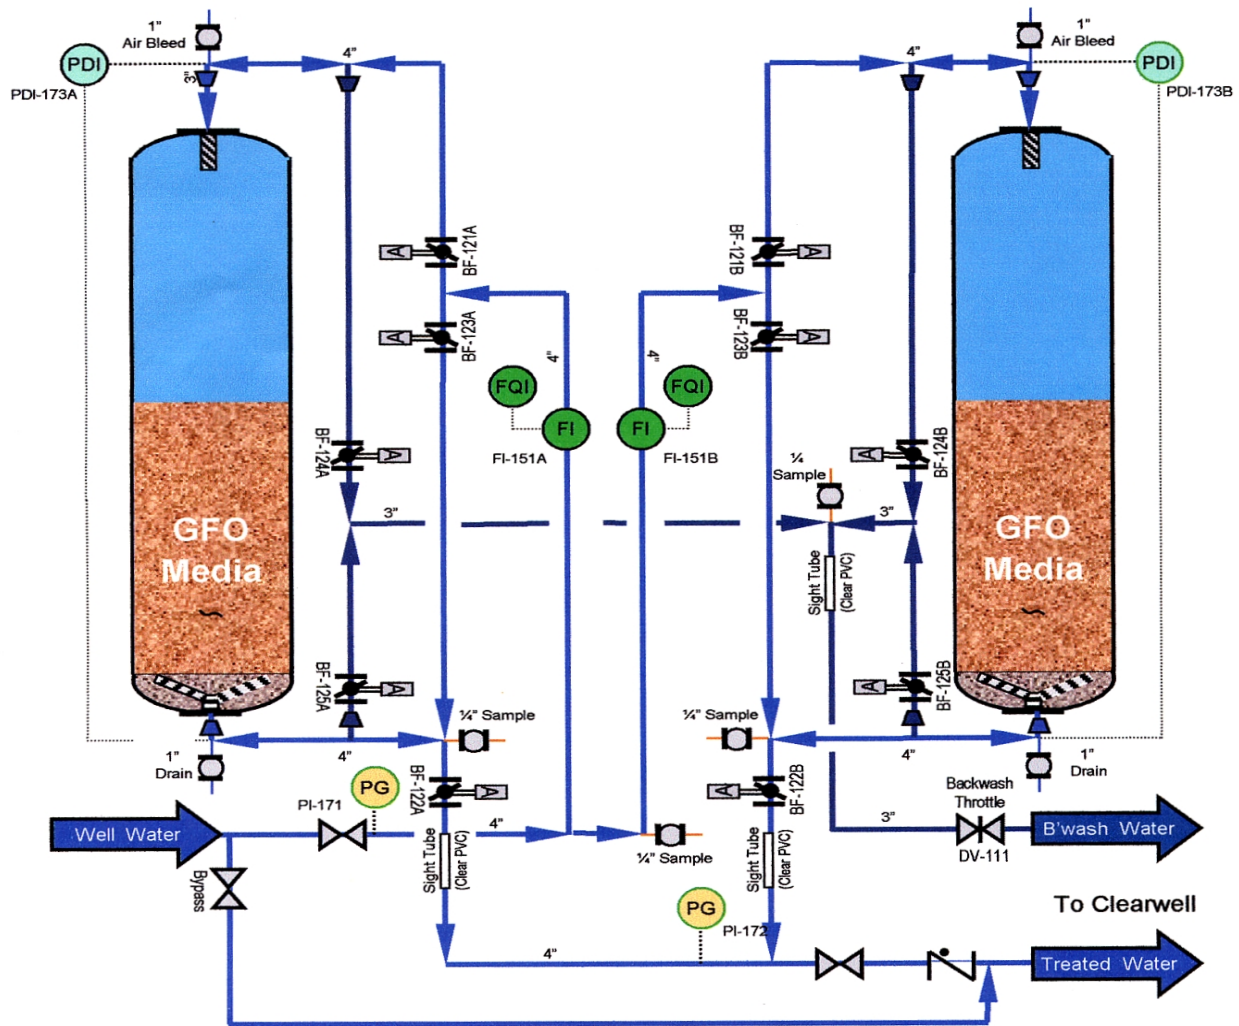 1"
Air Bleed
4"
PDI
PDI-173A
3"
1"
Air Bleed
4"
PDI
PDI-173B
BF-121A
BF-123A
BF-121B
BF-123B
A
A
A
A
4"
4"
FQI
FI
FI-151A
FQI
FI
FI-151B
BF-124A
A
BF-124B
A
¼
Sample
3"
3"
GFO
Media
GFO
Media
Sight Tube
(Clear PVC)
BF-125A
A
BF-125B
A
¼" Sample
¼" Sample
4"
4"
1"
Drain
1"
Drain
BF-122A
A
BF-122B
A
PG
PI-171
Well Water
4"
¼" Sample
Sight Tube
(Clear PVC)
Sight Tube
(Clear PVC)
Backwash
Throttle
3"
DV-111
B'wash Water
Bypass
PG
PI-172
To Clearwell
4"
Treated Water